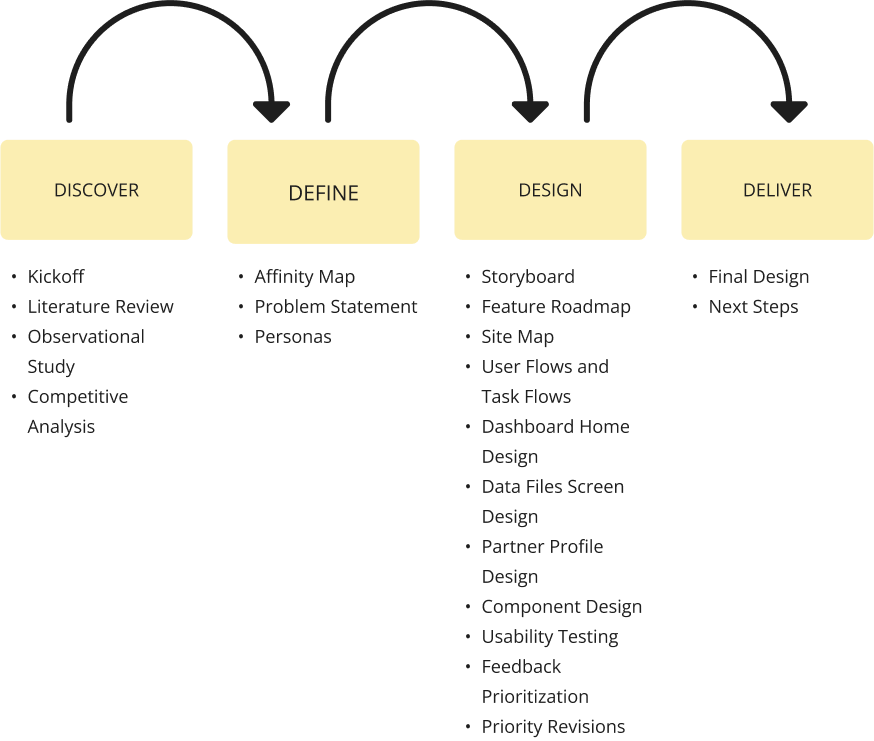 DISCOVER
DEFINE
DESIGN
DELIVER
• Kickoff
• Literature Review
• Observational
Study
• Competitive
Analysis
• Affinity Map
• Problem Statement
• Personas
• Storyboard
• Feature Roadmap
• Site Map
• User Flows and
Task Flows
• Dashboard Home
Design
• Data Files Screen
Design
• Partner Profile
Design
• Component Design
• Usability Testing
• Feedback
Prioritization
• Priority Revisions
• Final Design
• Next Steps